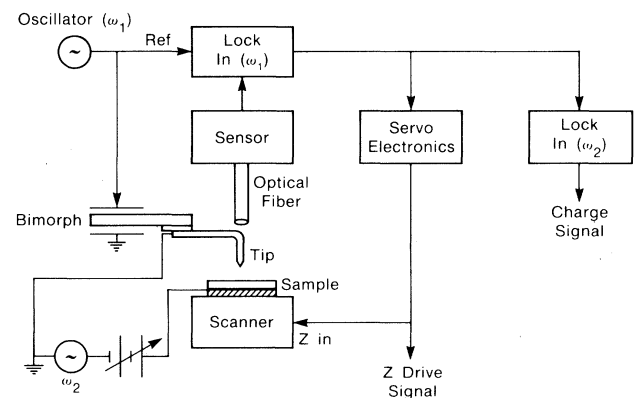 Oscillator (ω₁)
~
Ref
Lock
In (ω₁)
Sensor
Servo
Electronics
Lock
In (ω₂)
Optical
Fiber
Charge
Signal
Bimorph
Tip
Sample
Scanner
Z in
~
ω₂
Z Drive
Signal